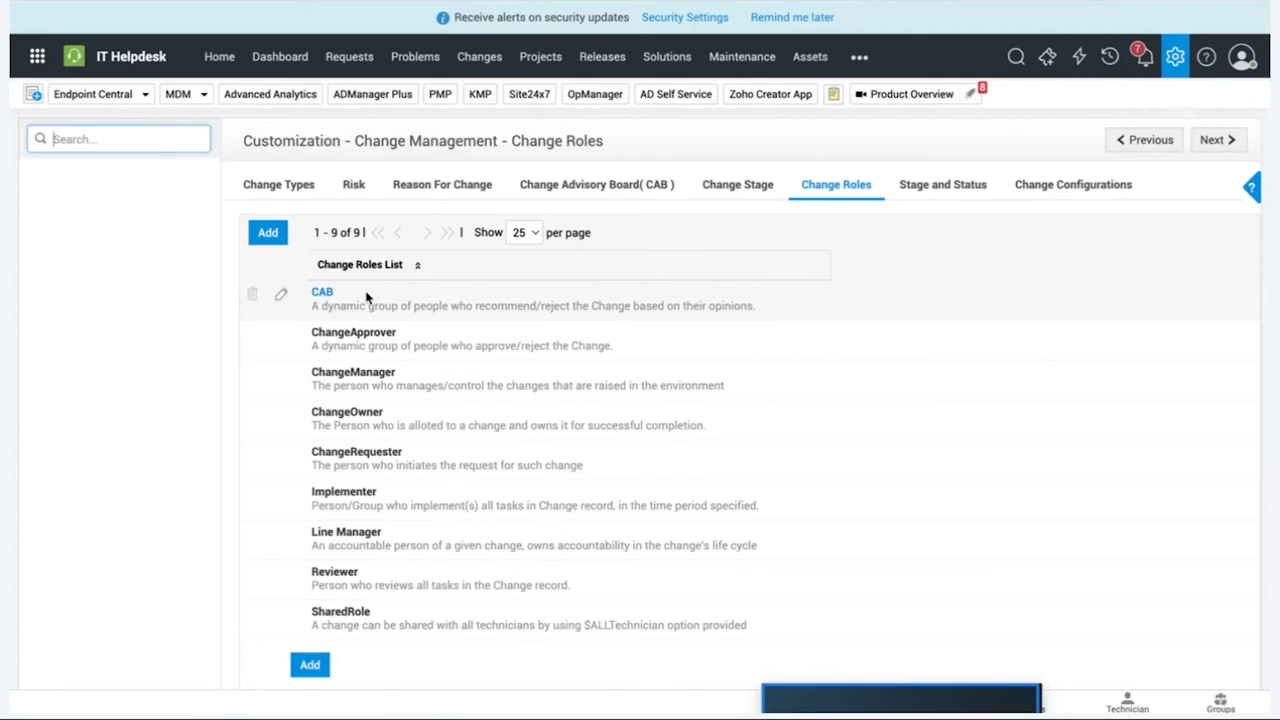 Receive alerts on security updates Security Settings Remind me later
IT Helpdesk Home Dashboard Requests Problems Changes Projects Releases Solutions Maintenance Assets 7
Endpoint Central MDM Advanced Analytics ADManager Plus PMP KMP Site24x7 OpManager AD Self Service Zoho Creator App Product Overview 8
Search... Customization - Change Management - Change Roles Previous Next
Change Types Risk Reason For Change Change Advisory Board( CAB ) Change Stage Change Roles Stage and Status Change Configurations ?
Add 1 - 9 of 9 | Show 25 per page
Change Roles List
CAB
A dynamic group of people who recommend/reject the Change based on their opinions.
ChangeApprover
A dynamic group of people who approve/reject the Change.
ChangeManager
The person who manages/control the changes that are raised in the environment
ChangeOwner
The Person who is alloted to a change and owns it for successful completion.
ChangeRequester
The person who initiates the request for such change
Implementer
Person/Group who implement(s) all tasks in Change record, in the time period specified.
Line Manager
An accountable person of a given change, owns accountability in the change's life cycle
Reviewer
Person who reviews all tasks in the Change record.
SharedRole
A change can be shared with all technicians by using $ALLTechnician option provided
Add
Technician Groups